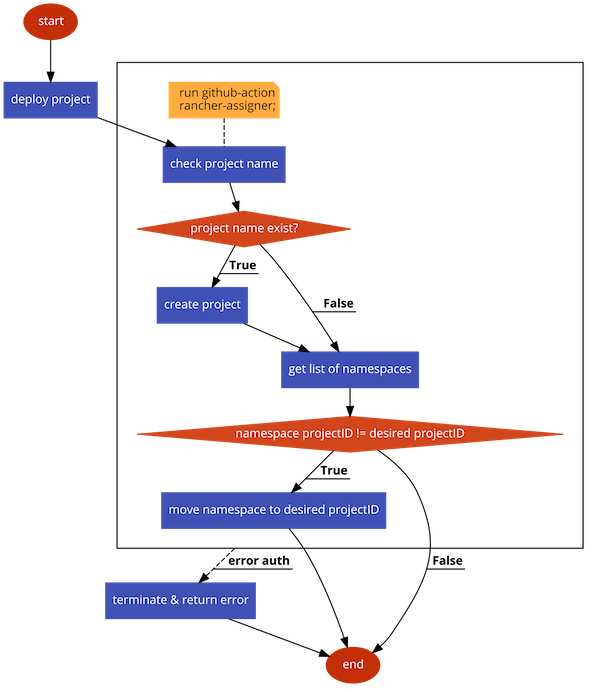 start
deploy project
run github-action
rancher-assigner;
check project name
project name exist?
True
create project
False
get list of namespaces
namespace projectID != desired projectID
True
move namespace to desired projectID
error auth
False
terminate & return error
end